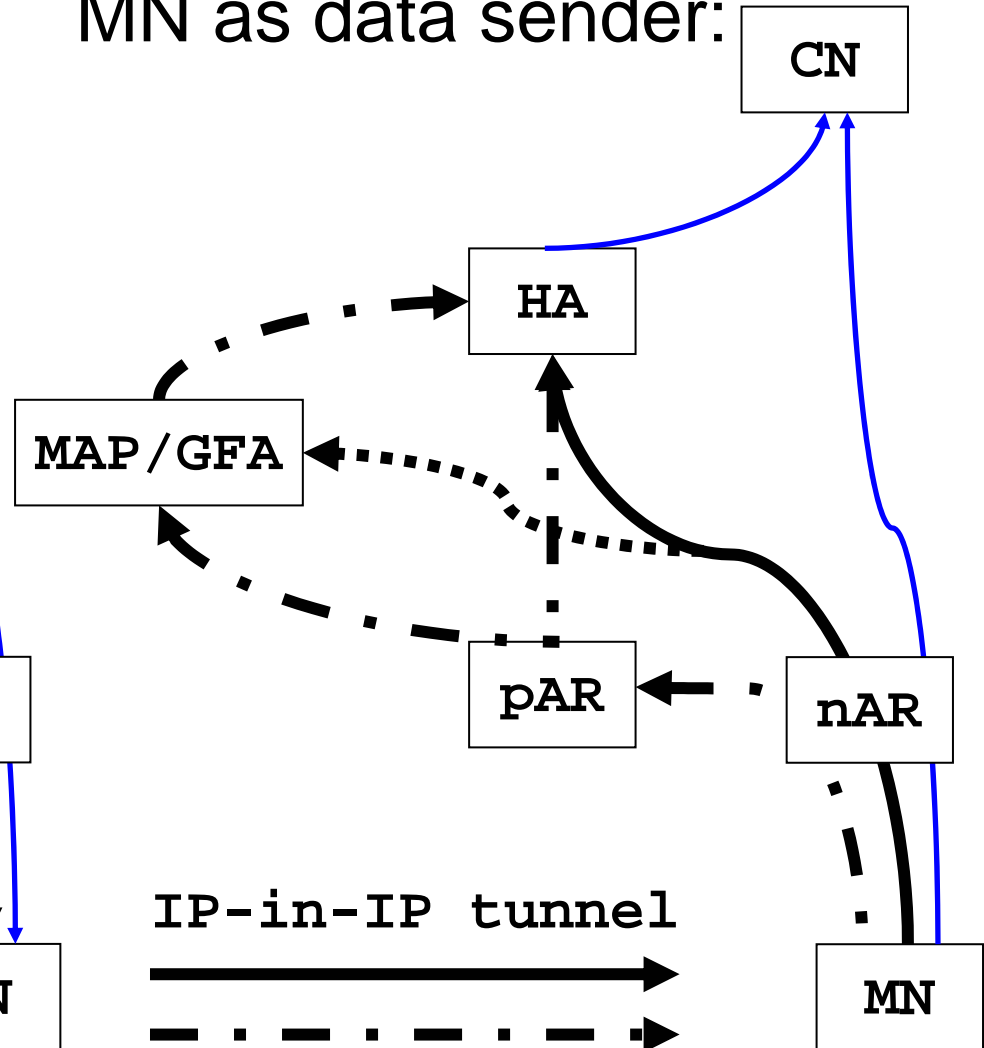 MN as data sender:
CN
HA
MAP/GFA
pAR
nAR
IP-in-IP tunnel
MN